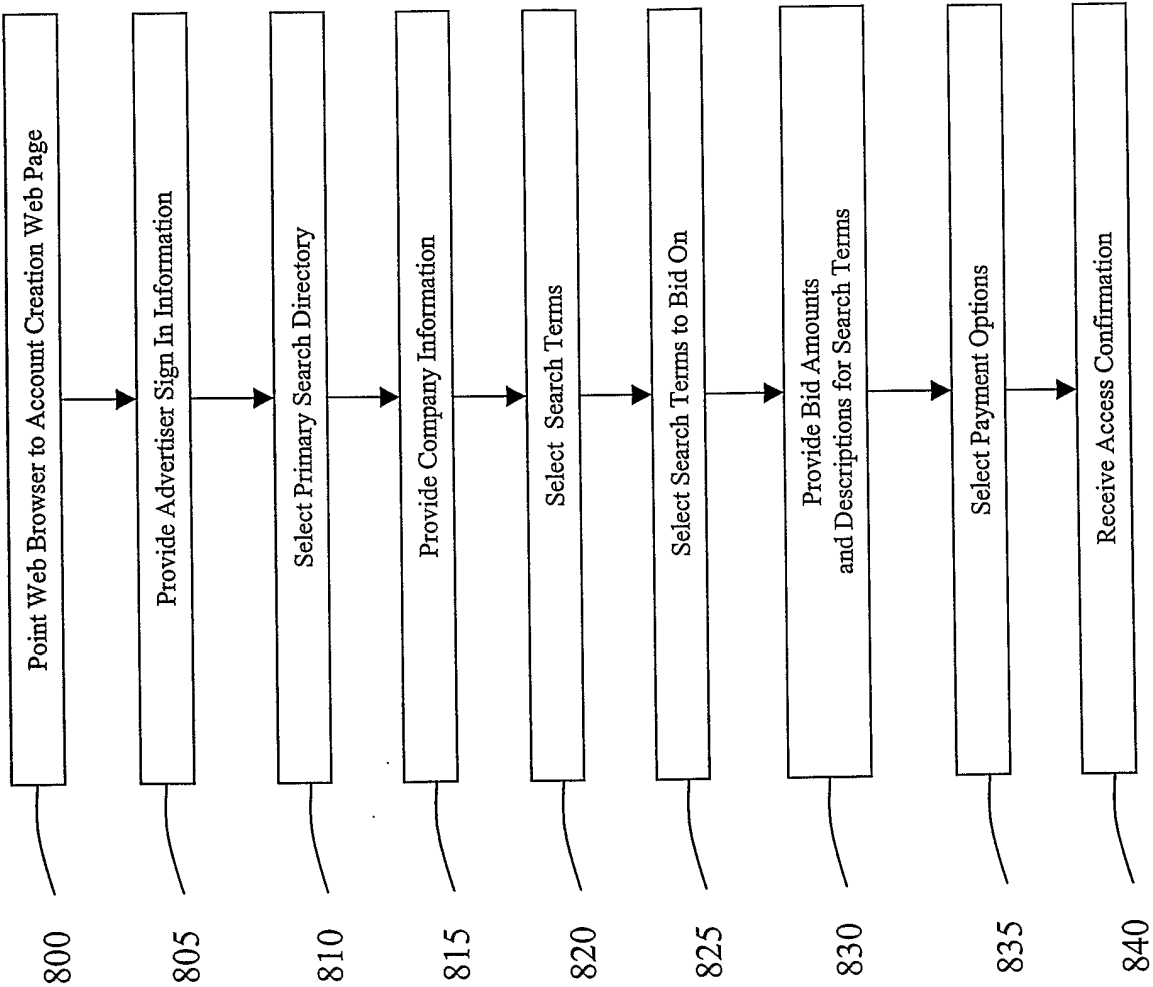 800
Point Web Browser to Account Creation Web Page
805
Provide Advertiser Sign In Information
810
Select Primary Search Directory
815
Provide Company Information
820
Select Search Terms
825
Select Search Terms to Bid On
830
Provide Bid Amounts
and Descriptions for Search Terms
835
Select Payment Options
840
Receive Access Confirmation